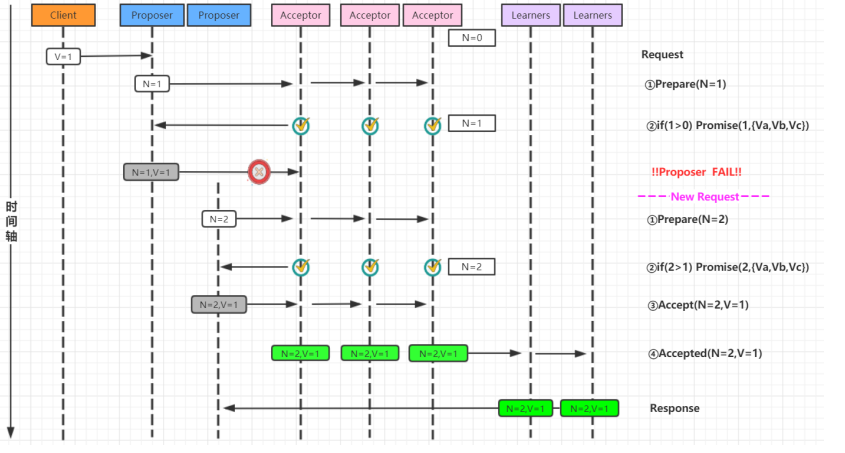 Client
Proposer
Proposer
Acceptor
Acceptor
Acceptor
Learners
Learners
N=0
V=1
Request
N=1
①Prepare(N=1)
N=1
②if(1>0) Promise(1,{Va,Vb,Vc})
N=1,V=1
!!Proposer FAIL!!
New Request
时间轴
N=2
①Prepare(N=2)
N=2
②if(2>1) Promise(2,{Va,Vb,Vc})
N=2,V=1
③Accept(N=2,V=1)
N=2,V=1
N=2,V=1
N=2,V=1
④Accepted(N=2,V=1)
N=2,V=1
N=2,V=1
Response